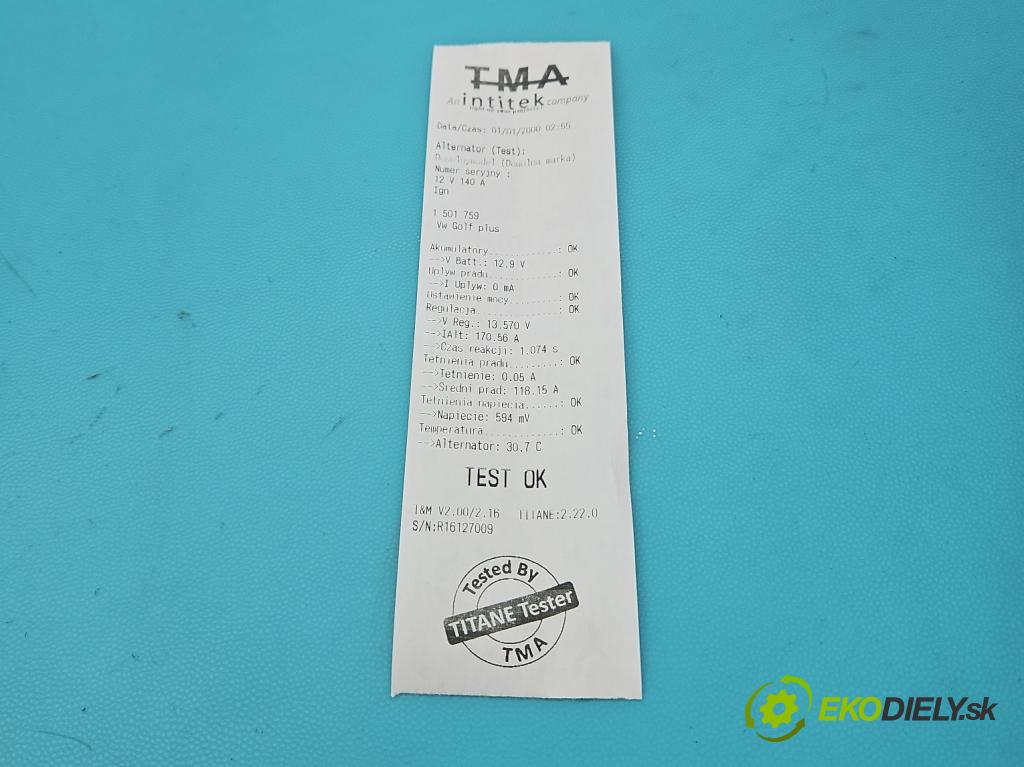 TMA
An intitek company
Data/Czas: 01/01/2000 02:55
Alternator (Test):
(Domyslna marka)
Numer seryjny :
12 V 140 A
Ign
1 501 759
Vw Golf plus
Akumulatory............: OK
-->V Batt.: 12.9 V
Uplyw pradu............: OK
-->I Uplyw: 0 mA
Ustawienie mocy........: OK
Regulacja..............: OK
-->V Reg.: 13.570 V
-->IAlt: 170.56 A
-->Czas reakcji: 1.074 s
Tetnienia pradu........: OK
-->Tetnienie: 0.05 A
-->Sredni prad: 118.15 A
Tetnienia napiecia.....: OK
-->Napiecie: 594 mV
Temperatura............: OK
-->Alternator: 30.7 C
TEST OK
I&M V2.00/2.16 TITANE:2.22.0
S/N:R16127009
Tested By
TITANE Tester
TMA
EKODIELY.sk